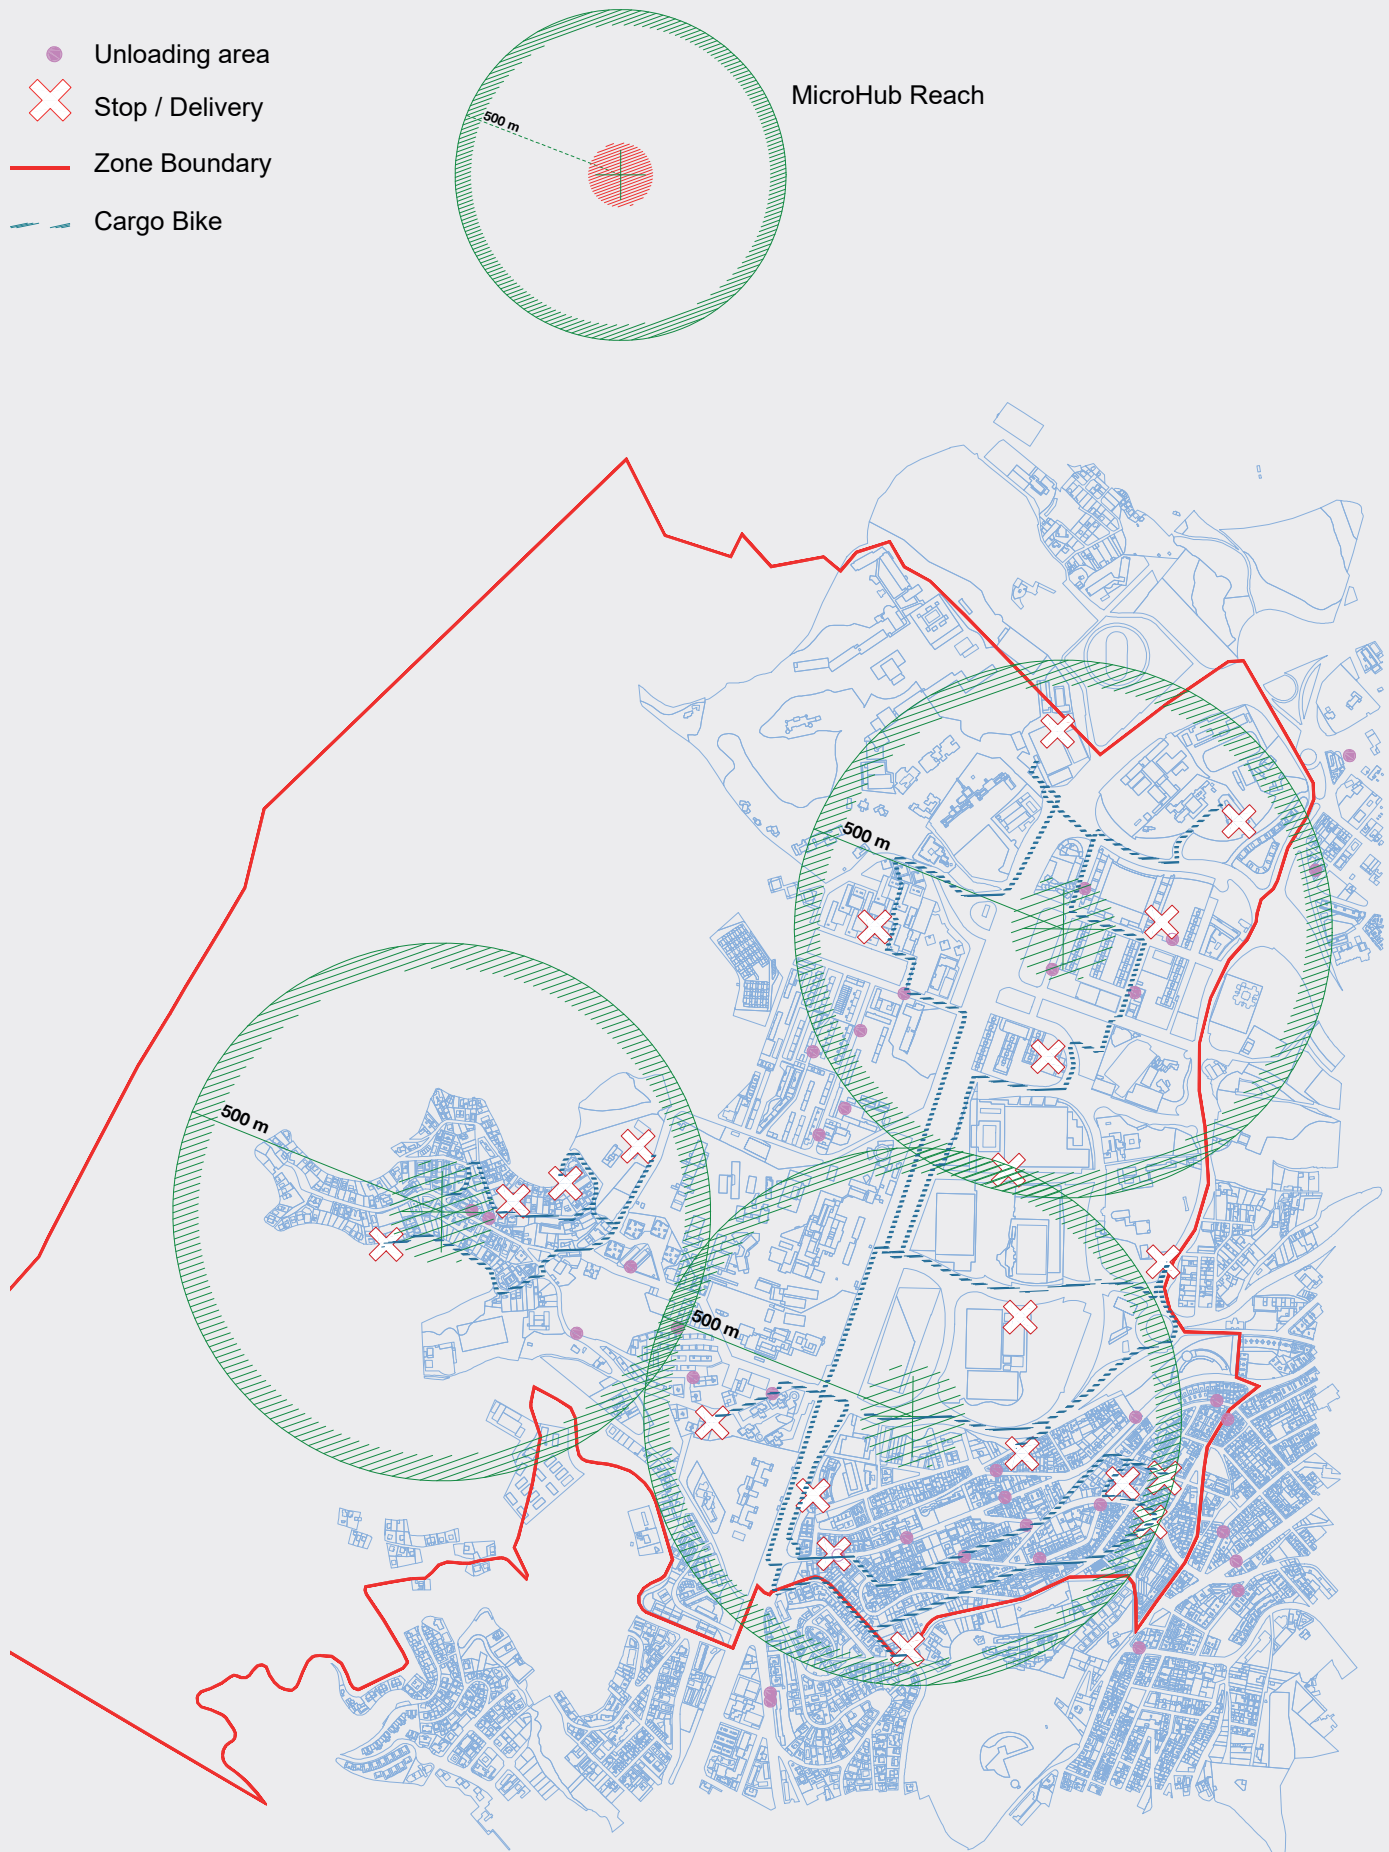 Unloading area
Stop / Delivery
Zone Boundary
Cargo Bike
500 m
MicroHub Reach
500 m
500 m
500 m